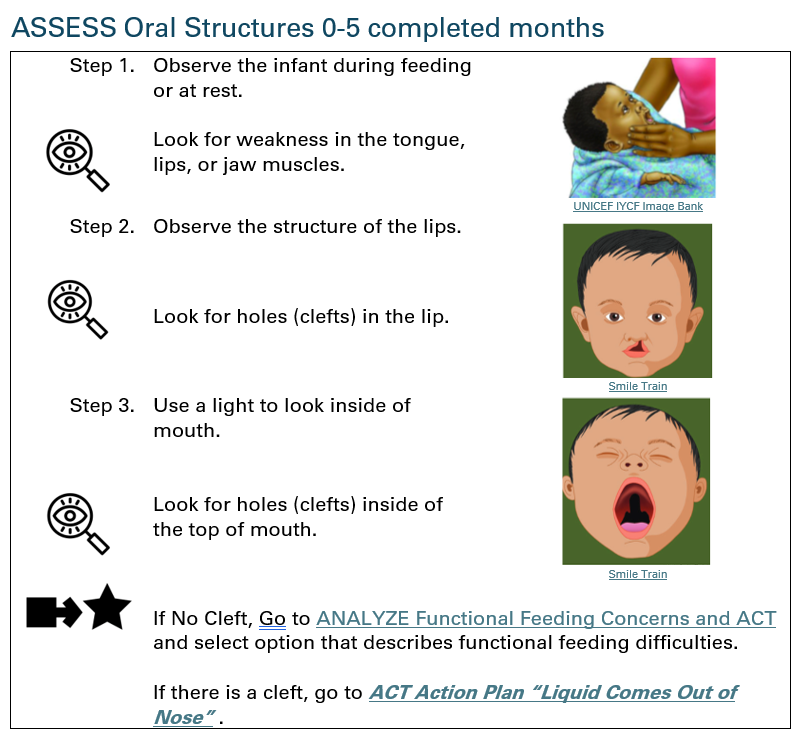 ASSESS Oral Structures 0-5 completed months
Step 1. Observe the infant during feeding
or at rest.
Look for weakness in the tongue,
lips, or jaw muscles.
UNICEF IYCF Image Bank
Step 2. Observe the structure of the lips.
Look for holes (clefts) in the lip.
Smile Train
Step 3. Use a light to look inside of
mouth.
Look for holes (clefts) inside of
the top of mouth.
Smile Train
If No Cleft, Go to ANALYZE Functional Feeding Concerns and ACT
and select option that describes functional feeding difficulties.
If there is a cleft, go to ACT Action Plan “Liquid Comes Out of
Nose” .